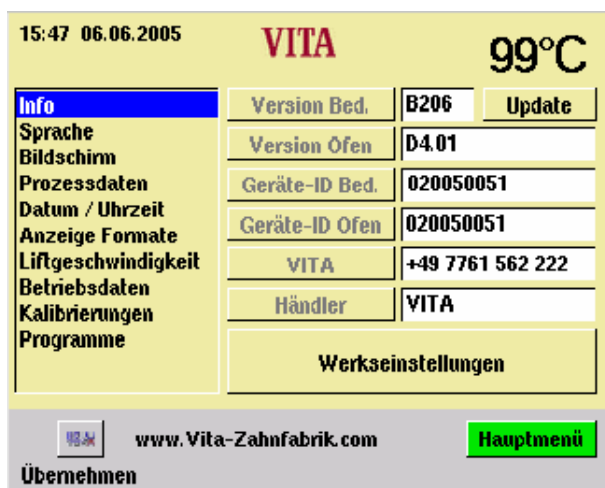 15:47 06.06.2005 VITA 99°C
Info
Sprache
Bildschirm
Prozessdaten
Datum / Uhrzeit
Anzeige Formate
Liftgeschwindigkeit
Betriebsdaten
Kalibrierungen
Programme
Version Bed. B206 Update
Version Ofen D4.01
Geräte-ID Bed. 020050051
Geräte-ID Ofen 020050051
VITA +49 7761 562 222
Händler VITA
Werkseinstellungen
www.Vita-Zahnfabrik.com Hauptmenü
Übernehmen